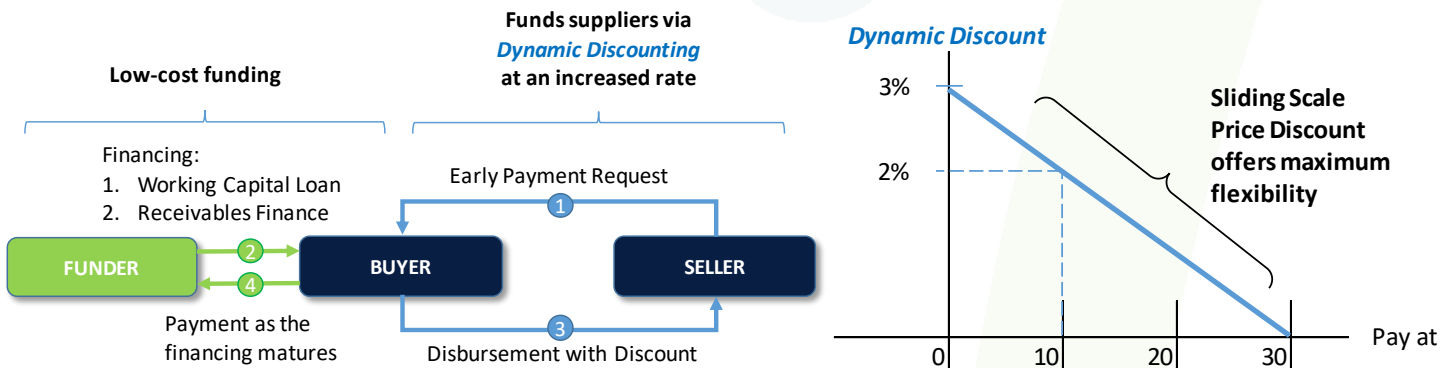 Low-cost funding
Funds suppliers via
Dynamic Discounting
at an increased rate
Financing:
1. Working Capital Loan
2. Receivables Finance
Early Payment Request
1
FUNDER
2
4
BUYER
SELLER
3
Payment as the
financing matures
Disbursement with Discount
Dynamic Discount
3%
2%
Sliding Scale
Price Discount
offers maximum
flexibility
0
10
20
30
Pay at